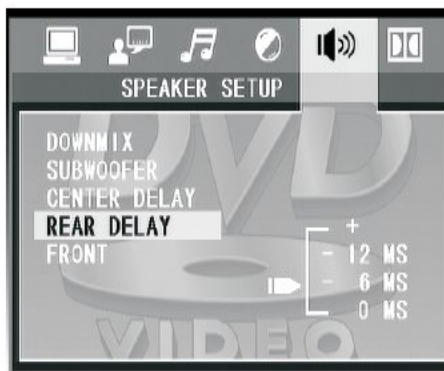 SPEAKER SETUP
DVD
DOWNMIX
SUBWOOFER
CENTER DELAY
REAR DELAY
FRONT
+
- 12 MS
- 6 MS
0 MS
VIDEO